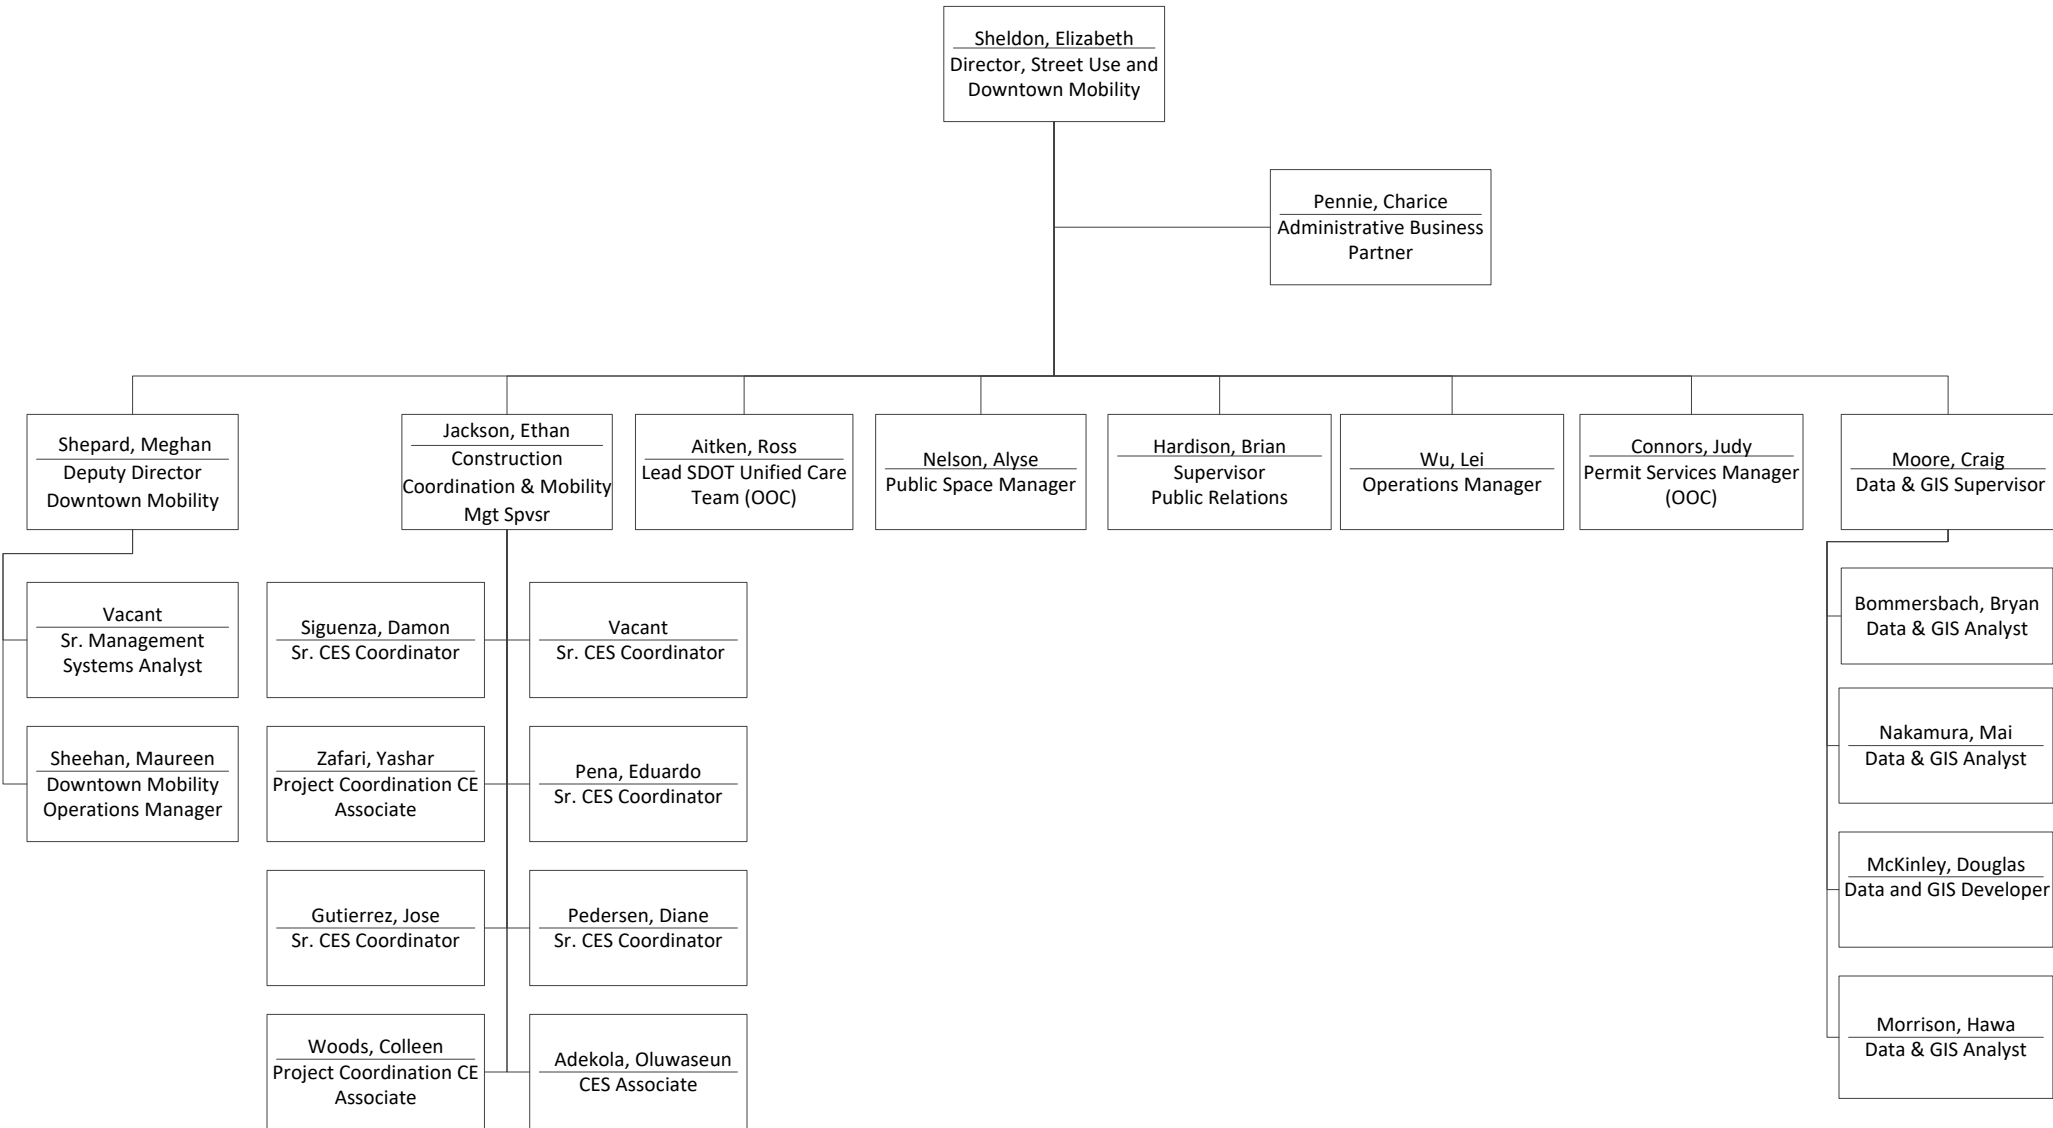 Sheldon, Elizabeth
Director, Street Use and
Downtown Mobility
Pennie, Charice
Administrative Business
Partner
Shepard, Meghan
Deputy Director
Downtown Mobility
Jackson, Ethan
Construction
Coordination & Mobility
Mgt Spvsr
Aitken, Ross
Lead SDOT Unified Care
Team (OOC)
Nelson, Alyse
Public Space Manager
Hardison, Brian
Supervisor
Public Relations
Wu, Lei
Operations Manager
Connors, Judy
Permit Services Manager
(OOC)
Moore, Craig
Data & GIS Supervisor
Vacant
Sr. Management
Systems Analyst
Sheehan, Maureen
Downtown Mobility
Operations Manager
Siguenza, Damon
Sr. CES Coordinator
Vacant
Sr. CES Coordinator
Zafari, Yashar
Project Coordination CE
Associate
Pena, Eduardo
Sr. CES Coordinator
Gutierrez, Jose
Sr. CES Coordinator
Pedersen, Diane
Sr. CES Coordinator
Woods, Colleen
Project Coordination CE
Associate
Adekola, Oluwaseun
CES Associate
Bommersbach, Bryan
Data & GIS Analyst
Nakamura, Mai
Data & GIS Analyst
McKinley, Douglas
Data and GIS Developer
Morrison, Hawa
Data & GIS Analyst